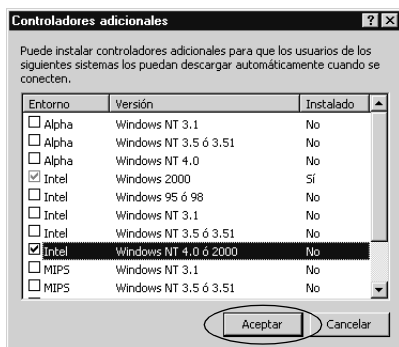 Controladores adicionales
Puede instalar controladores adicionales para que los usuarios de los
siguientes sistemas los puedan descargar automáticamente cuando se
conecten.
Entorno Versión Instalado
Alpha Windows NT 3.1 No
Alpha Windows NT 3.5 ó 3.51 No
Alpha Windows NT 4.0 No
Intel Windows 2000 Sí
Intel Windows 95 ó 98 No
Intel Windows NT 3.1 No
Intel Windows NT 3.5 ó 3.51 No
Intel Windows NT 4.0 ó 2000 No
MIPS Windows NT 3.1 No
MIPS Windows NT 3.5 ó 3.51 No
Aceptar Cancelar